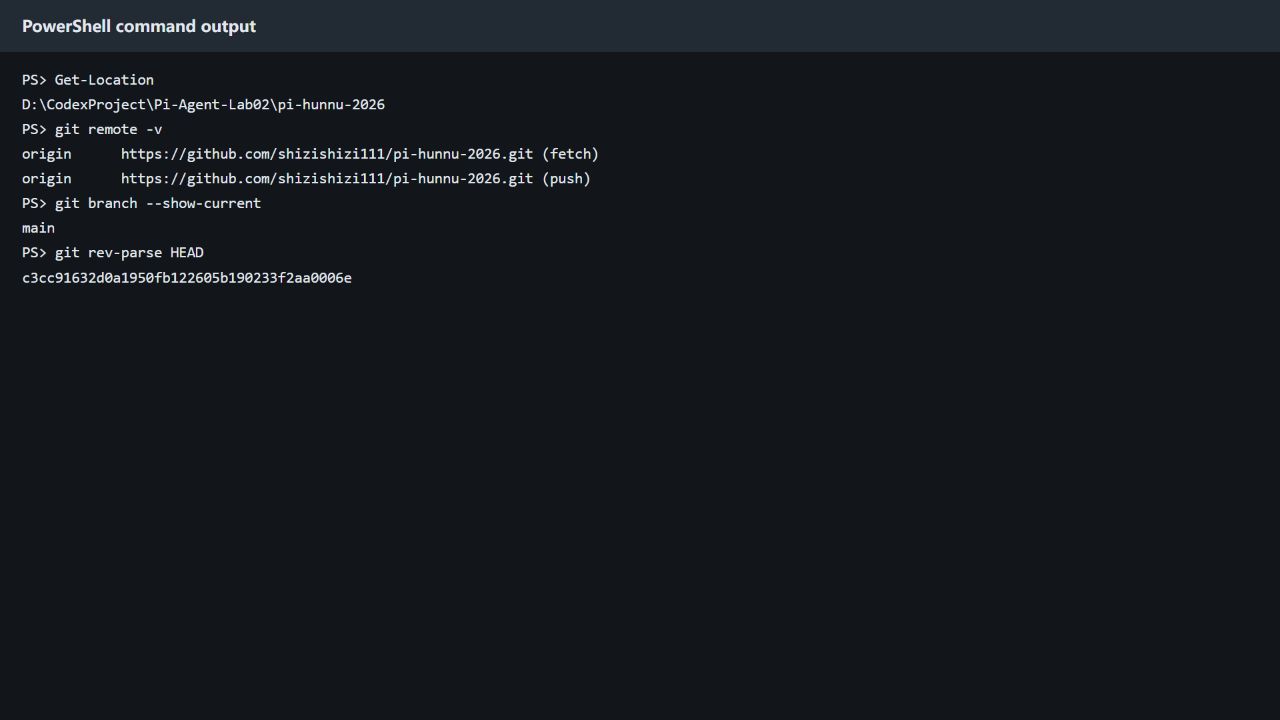 PowerShell command output
PS> Get-Location
D:\CodexProject\Pi-Agent-Lab02\pi-hunnu-2026
PS> git remote -v
origin      https://github.com/shizishizi111/pi-hunnu-2026.git (fetch)
origin      https://github.com/shizishizi111/pi-hunnu-2026.git (push)
PS> git branch --show-current
main
PS> git rev-parse HEAD
c3cc91632d0a1950fb122605b190233f2aa0006e